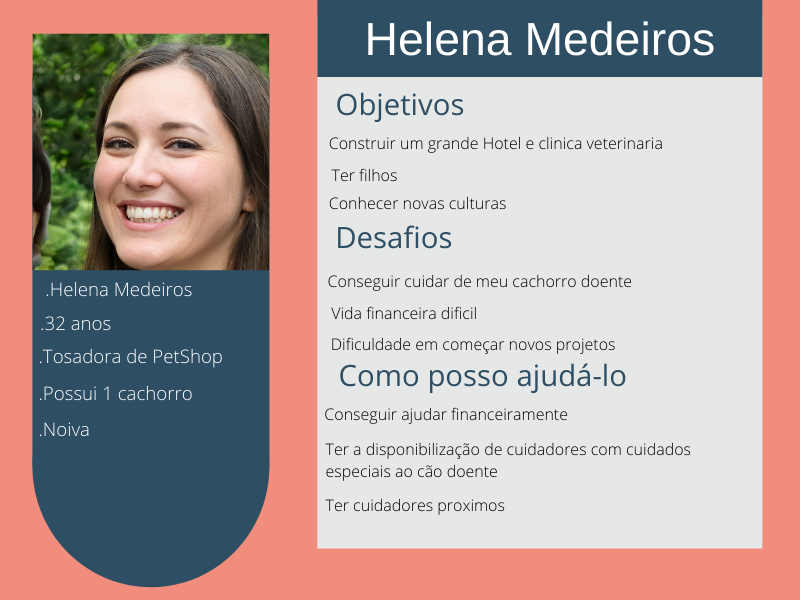 Helena Medeiros
.Helena Medeiros
.32 anos
.Tosadora de PetShop
.Possui 1 cachorro
.Noiva
Objetivos
Construir um grande Hotel e clinica veterinaria
Ter filhos
Conhecer novas culturas
Desafios
Conseguir cuidar de meu cachorro doente
Vida financeira dificil
Dificuldade em começar novos projetos
Como posso ajudá-lo
Conseguir ajudar financeiramente
Ter a disponibilização de cuidadores com cuidados
especiais ao cão doente
Ter cuidadores proximos